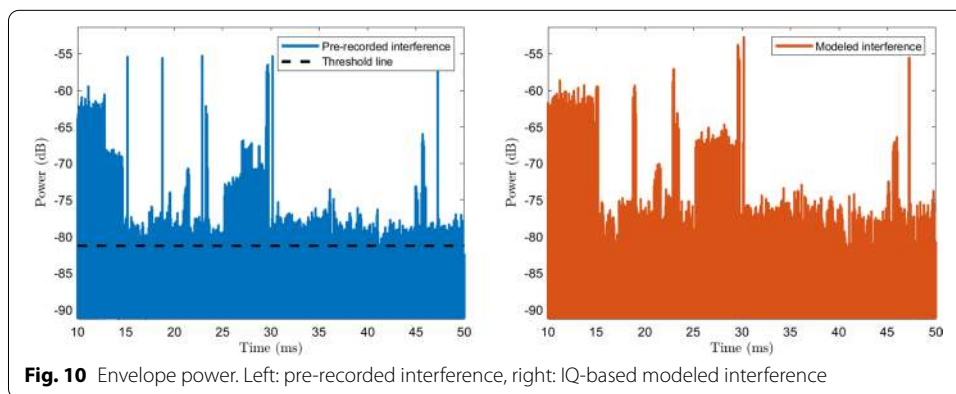 -55
-60
-65
-70
-75
-80
-85
-90
Power (dB)
Pre-recorded interference
Threshold line
10 15 20 25 30 35 40 45 50
Time (ms)
-55
-60
-65
-70
-75
-80
-85
-90
Power (dB)
Modeled interference
10 15 20 25 30 35 40 45 50
Time (ms)
Fig. 10 Envelope power. Left: pre-recorded interference, right: IQ-based modeled interference